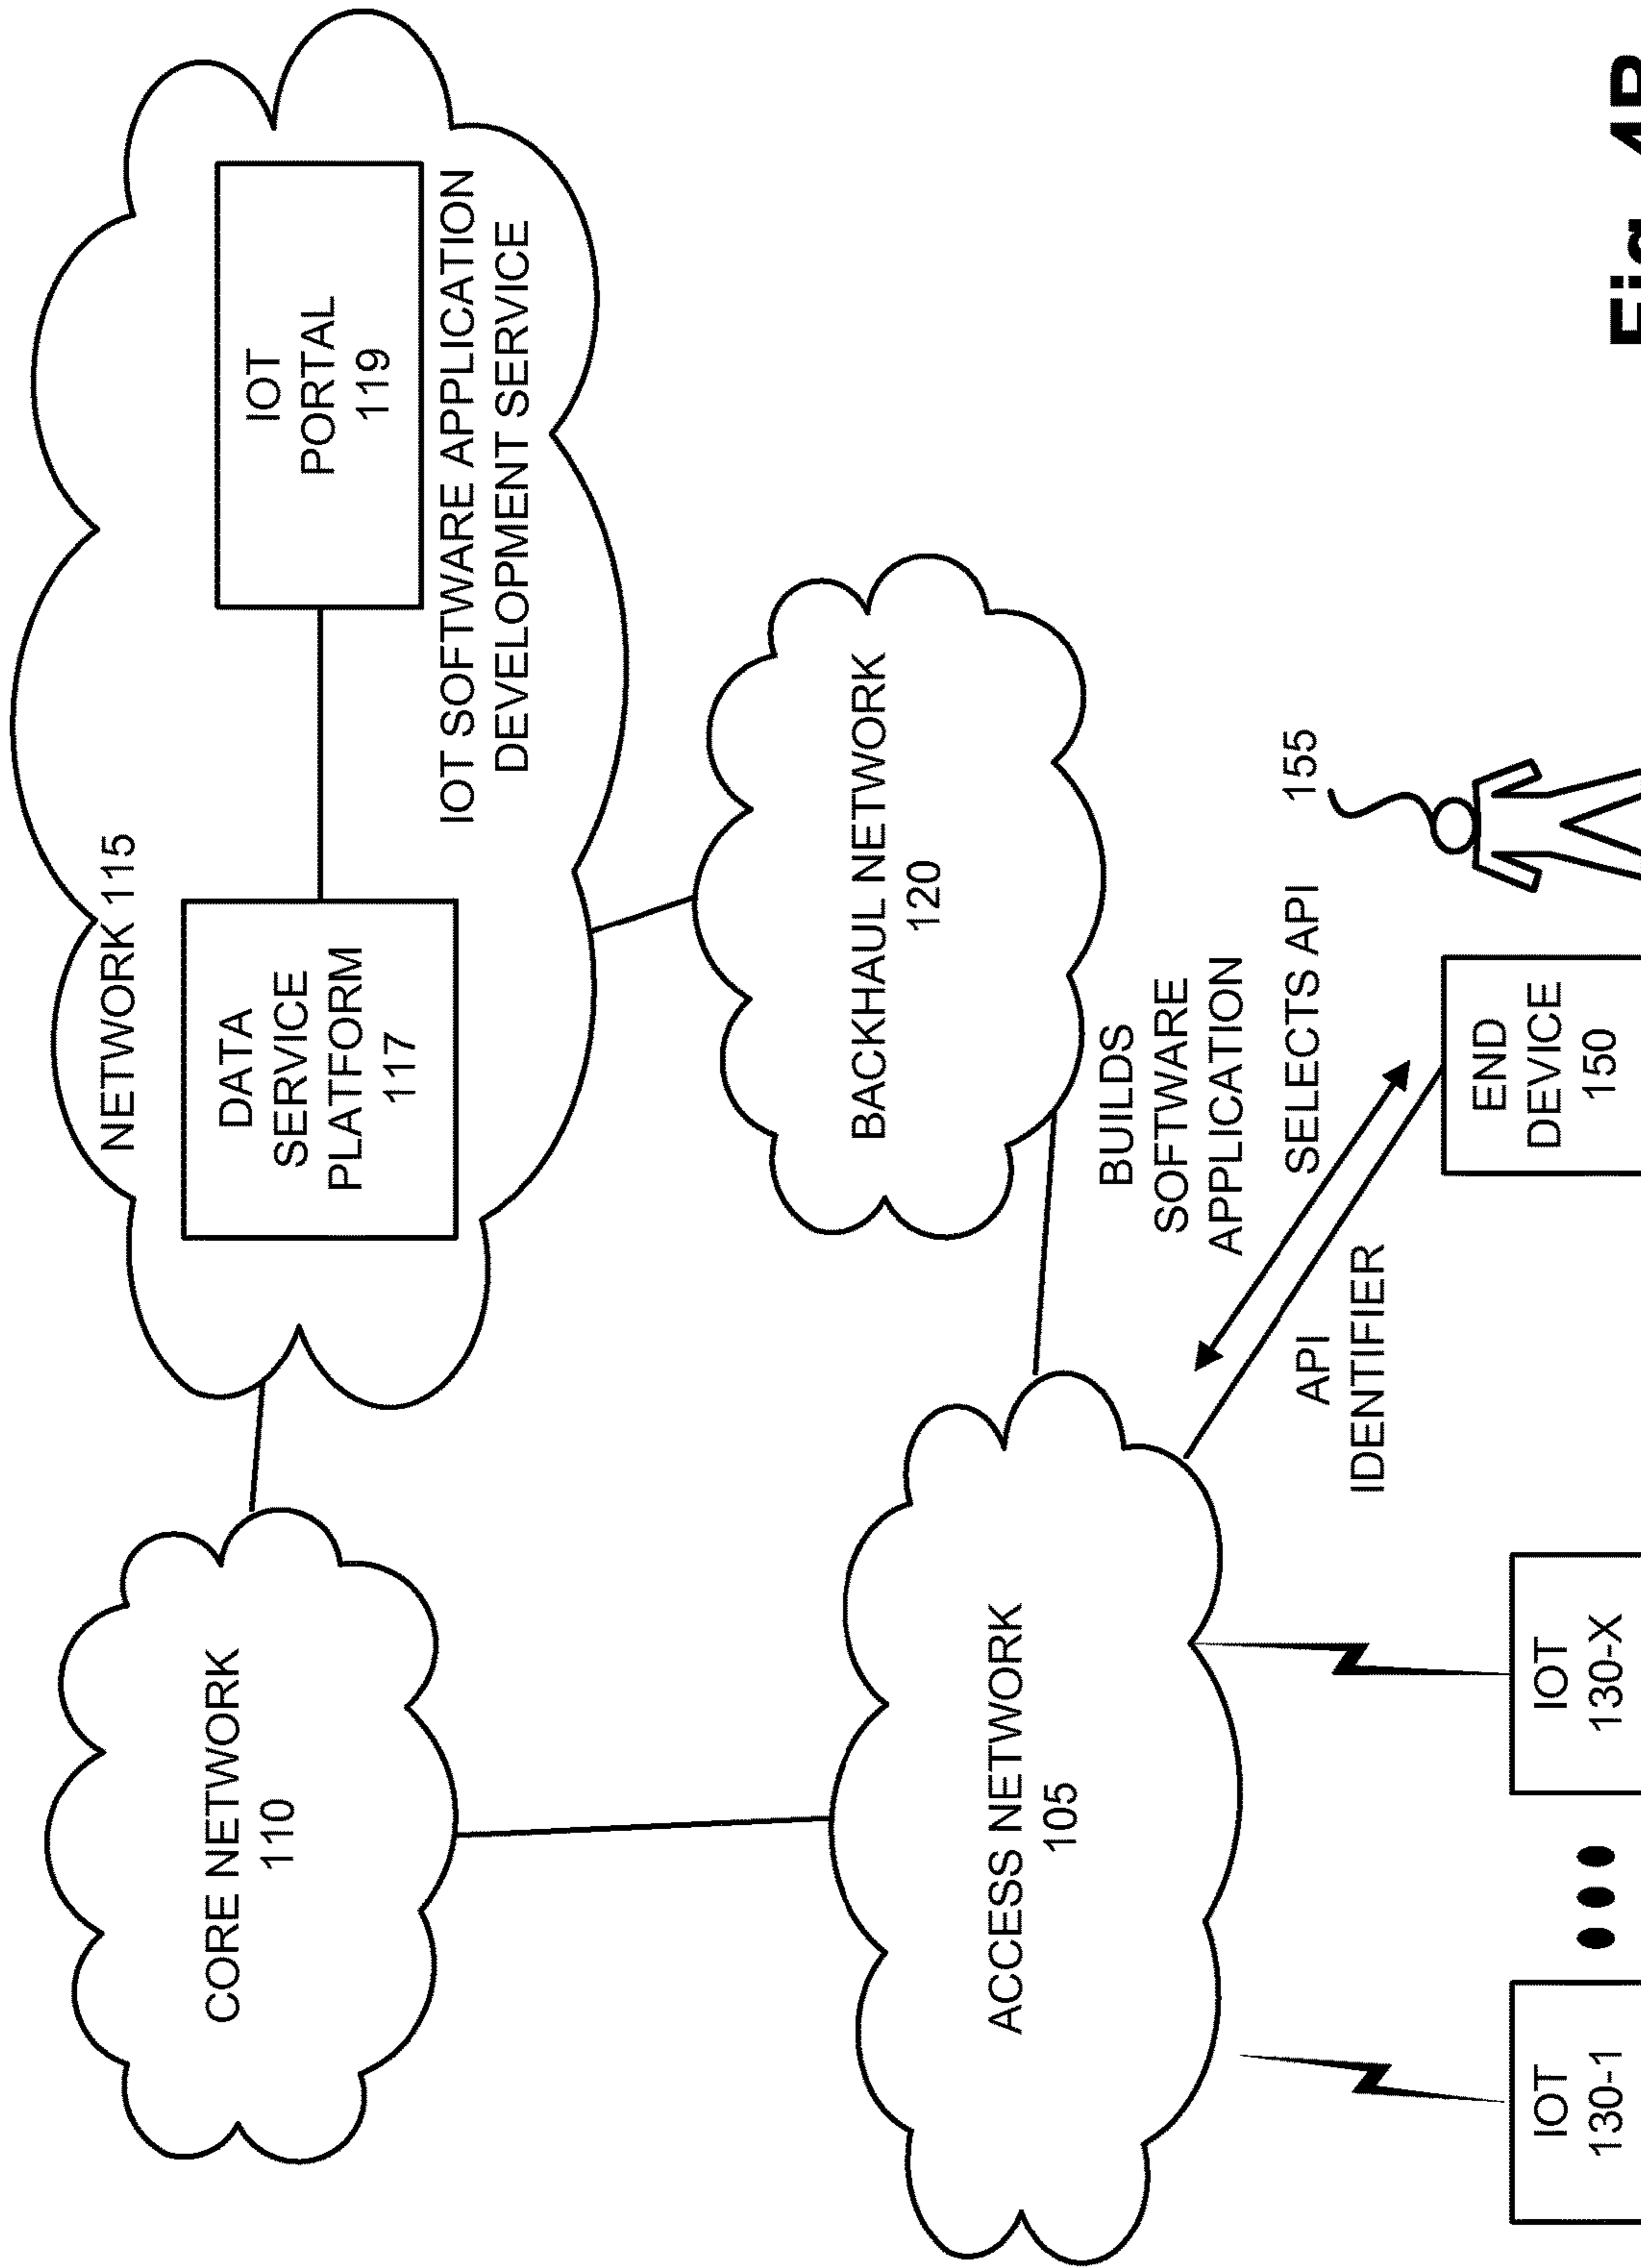 NETWORK 115
DATA
SERVICE
PLATFORM
117
IOT
PORTAL
119
IOT SOFTWARE APPLICATION
DEVELOPMENT SERVICE
CORE NETWORK
110
BACKHAUL NETWORK
120
ACCESS NETWORK
105
BUILDS
SOFTWARE
APPLICATION
SELECTS API
155
API
IDENTIFIER
END
DEVICE
150
IOT
130-1
IOT
130-X
Fig. 4B